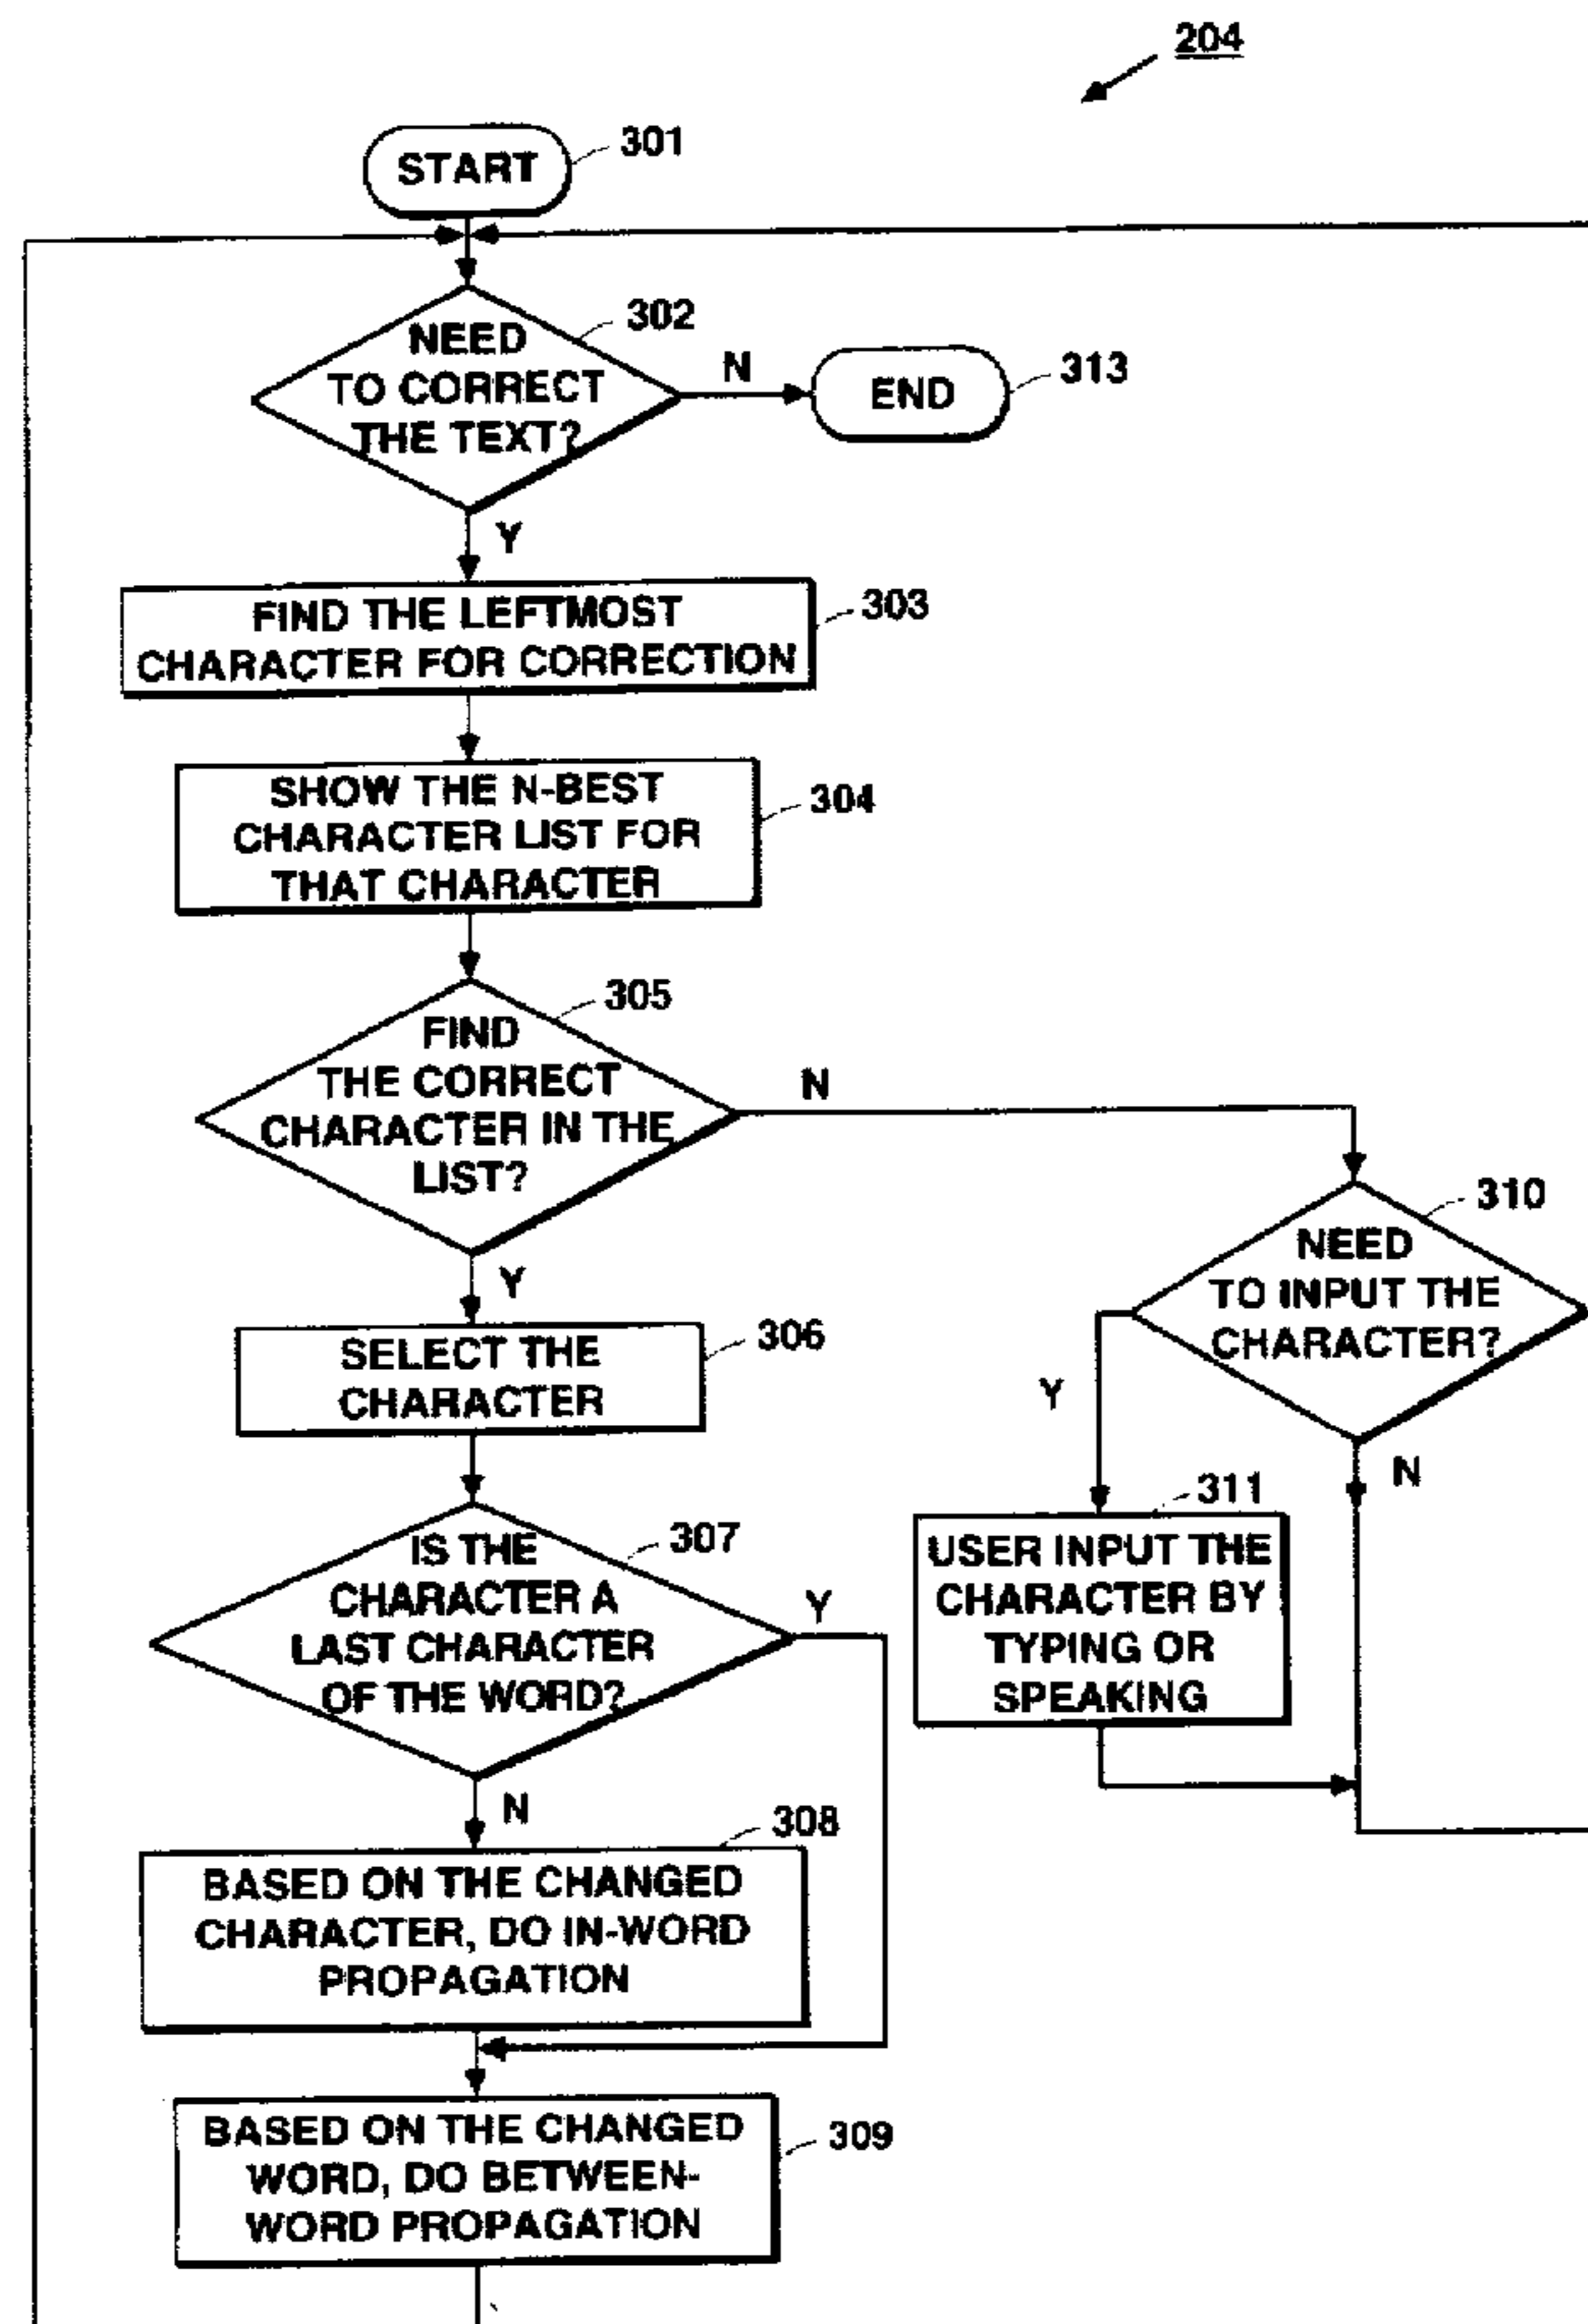 204
START
301
NEED
TO CORRECT
THE TEXT?
302
N
END
313
Y
FIND THE LEFTMOST
CHARACTER FOR CORRECTION
303
SHOW THE N-BEST
CHARACTER LIST FOR
THAT CHARACTER
304
FIND
THE CORRECT
CHARACTER IN THE
LIST?
305
N
Y
NEED
TO INPUT THE
CHARACTER?
310
Y
N
SELECT THE
CHARACTER
306
IS THE
CHARACTER A
LAST CHARACTER
OF THE WORD?
307
Y
N
USER INPUT THE
CHARACTER BY
TYPING OR
SPEAKING
311
BASED ON THE CHANGED
CHARACTER, DO IN-WORD
PROPAGATION
308
BASED ON THE CHANGED
WORD, DO BETWEEN-
WORD PROPAGATION
309